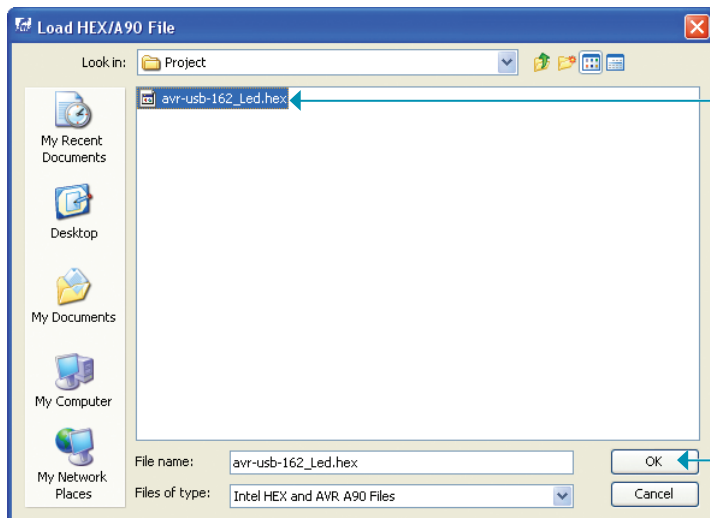 Load HEX/A90 File
Look in:
Project
avr-usb-162_Led.hex
My Recent
Documents
Desktop
My Documents
My Computer
My Network
Places
File name:
avr-usb-162_Led.hex
OK
Files of type:
Intel HEX and AVR A90 Files
Cancel